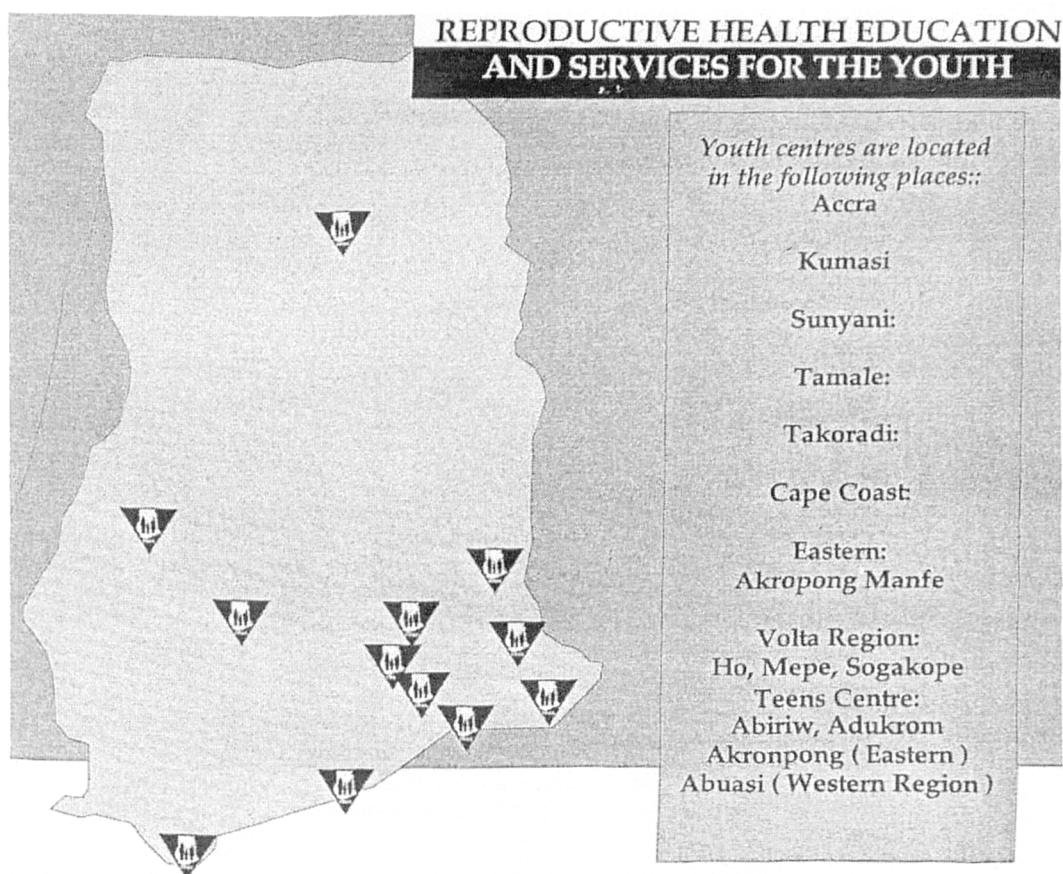 REPRODUCTIVE HEALTH EDUCATION
AND SERVICES FOR THE YOUTH
Youth centres are located
in the following places::
Accra
Kumasi
Sunyani:
Tamale:
Takoradi:
Cape Coast:
Eastern:
Akropong Manfe
Volta Region:
Ho, Mepe, Sogakope
Teens Centre:
Abiriw, Adukrom
Akronpong ( Eastern )
Abuasi ( Western Region )